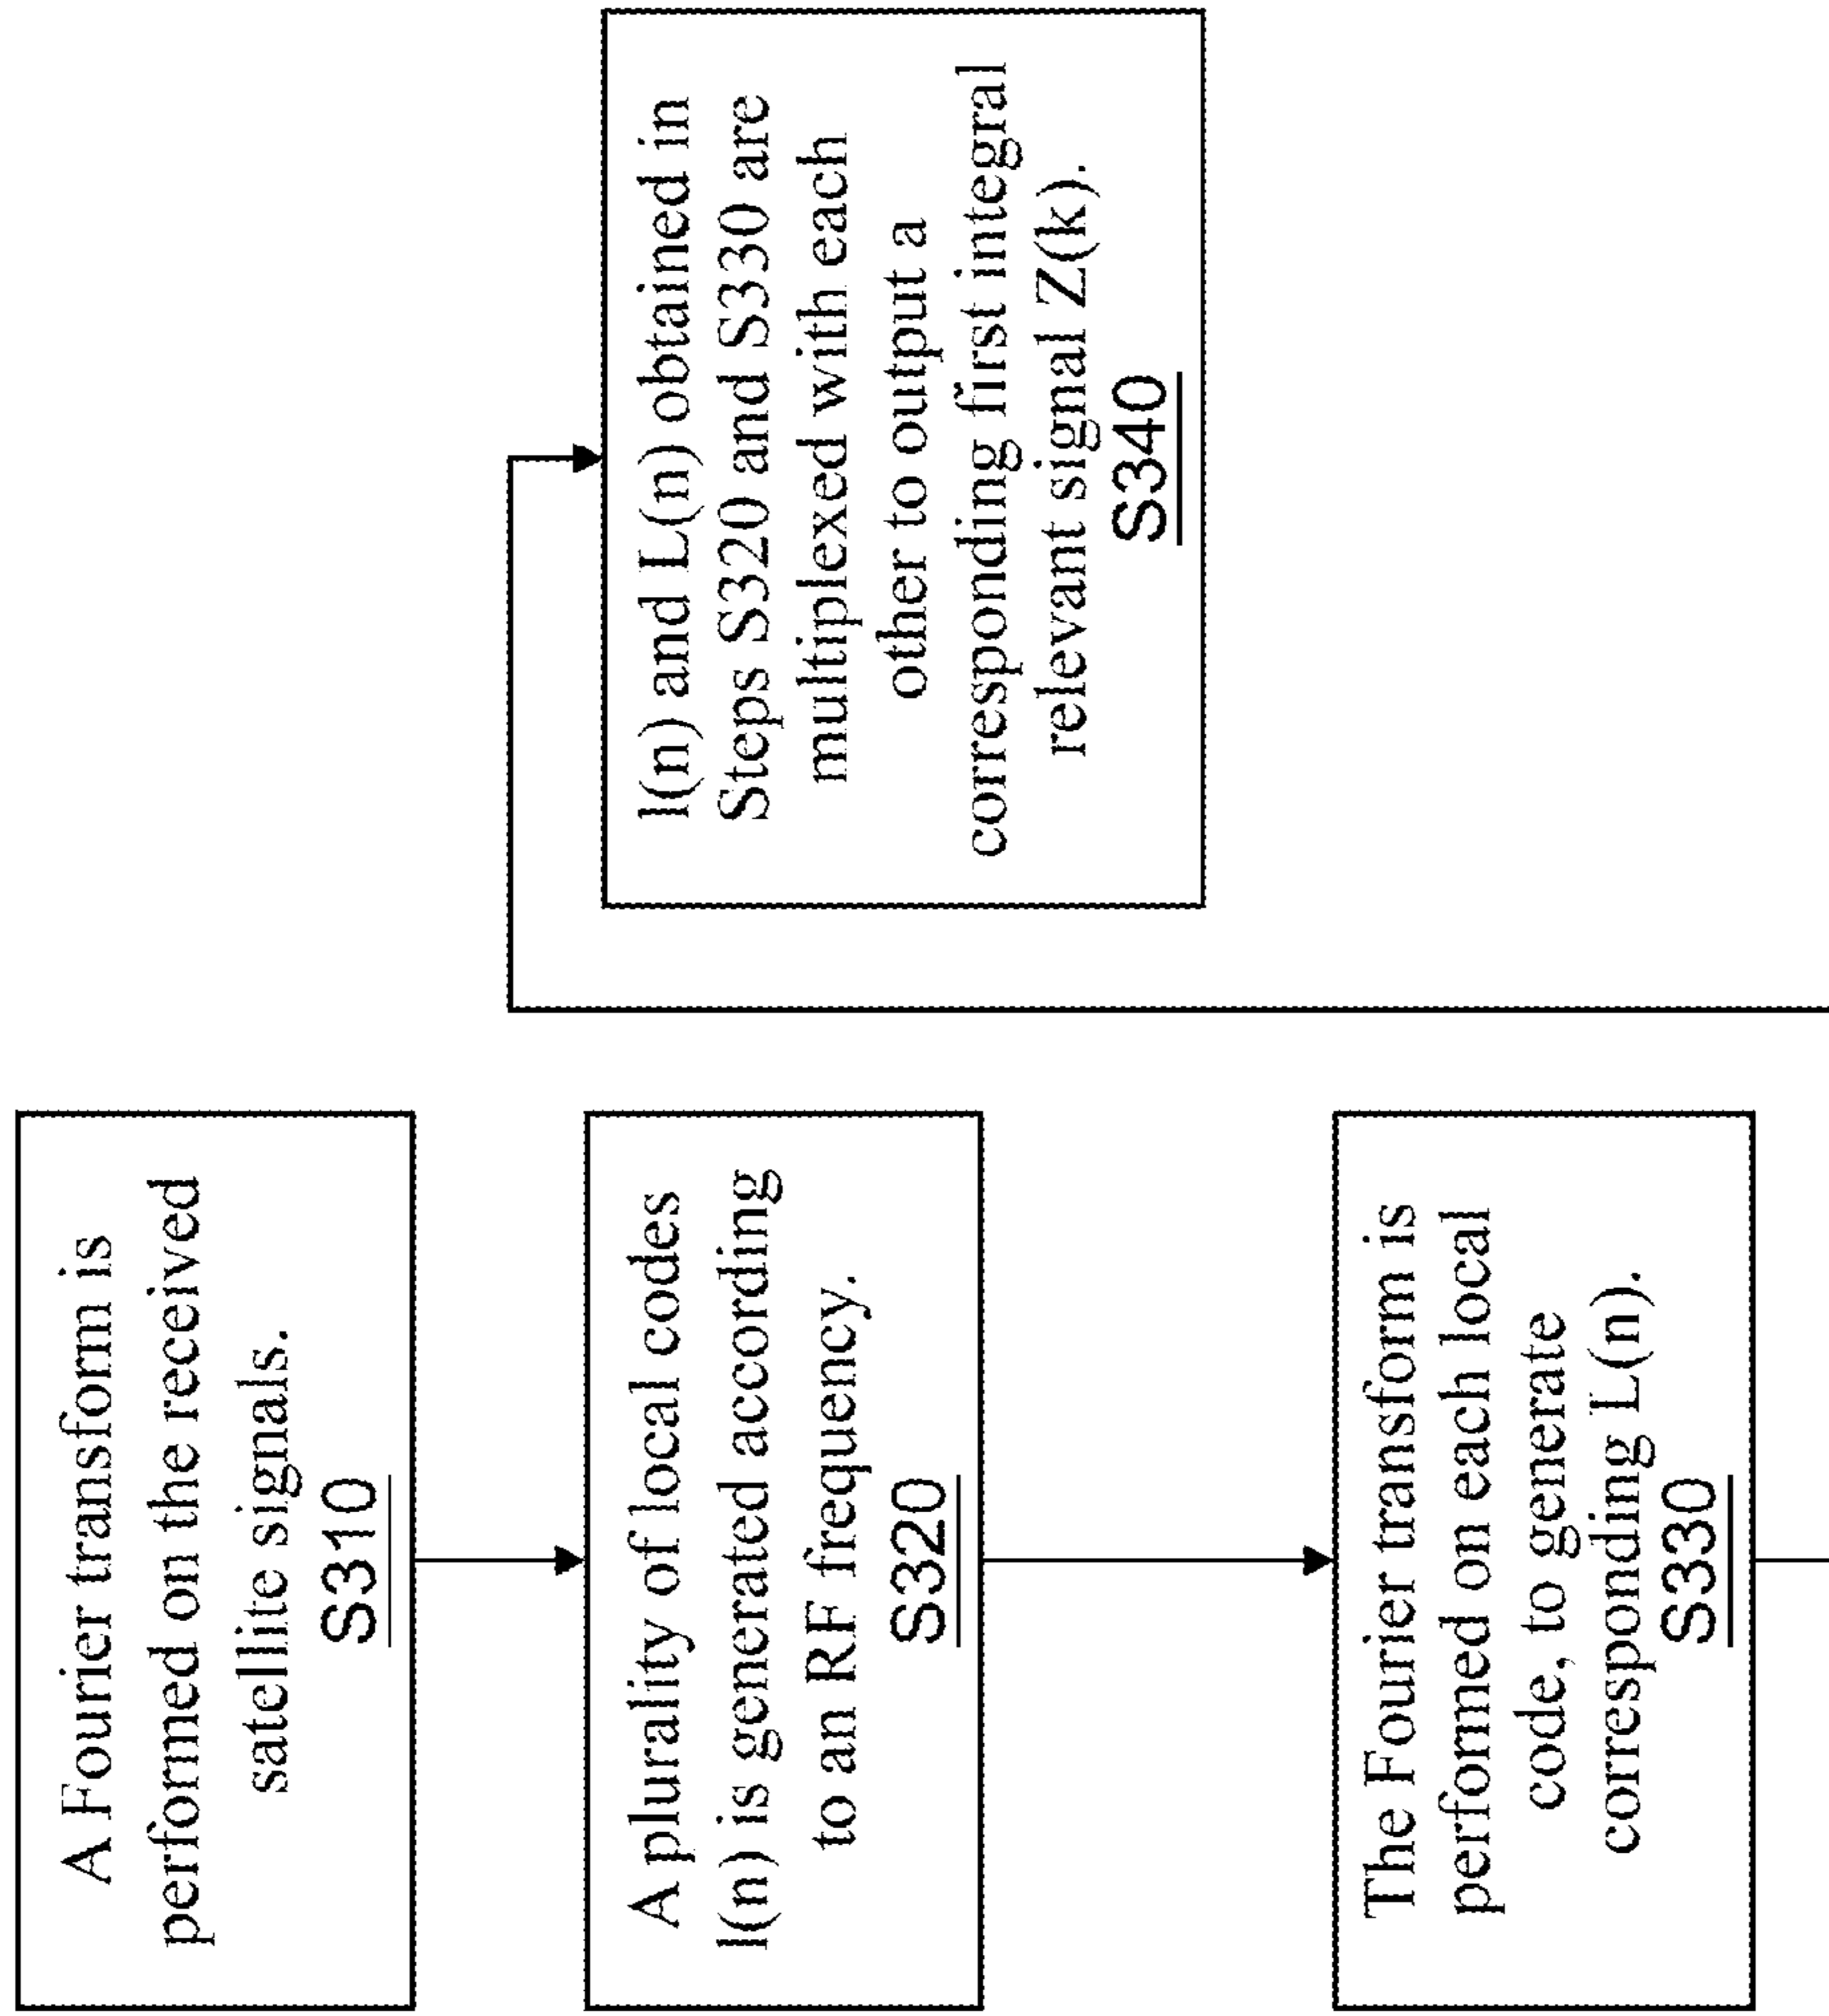 A Fourier transform is
performed on the received
satellite signals.
S310
A plurality of local codes
l(n) is generated according
to an RF frequency.
S320
The Fourier transform is
performed on each local
code, to generate
corresponding L(n).
S330
l(n) and L(n) obtained in
Steps S320 and S330 are
multiplexed with each
other to output a
corresponding first integral
relevant signal Z(k).
S340